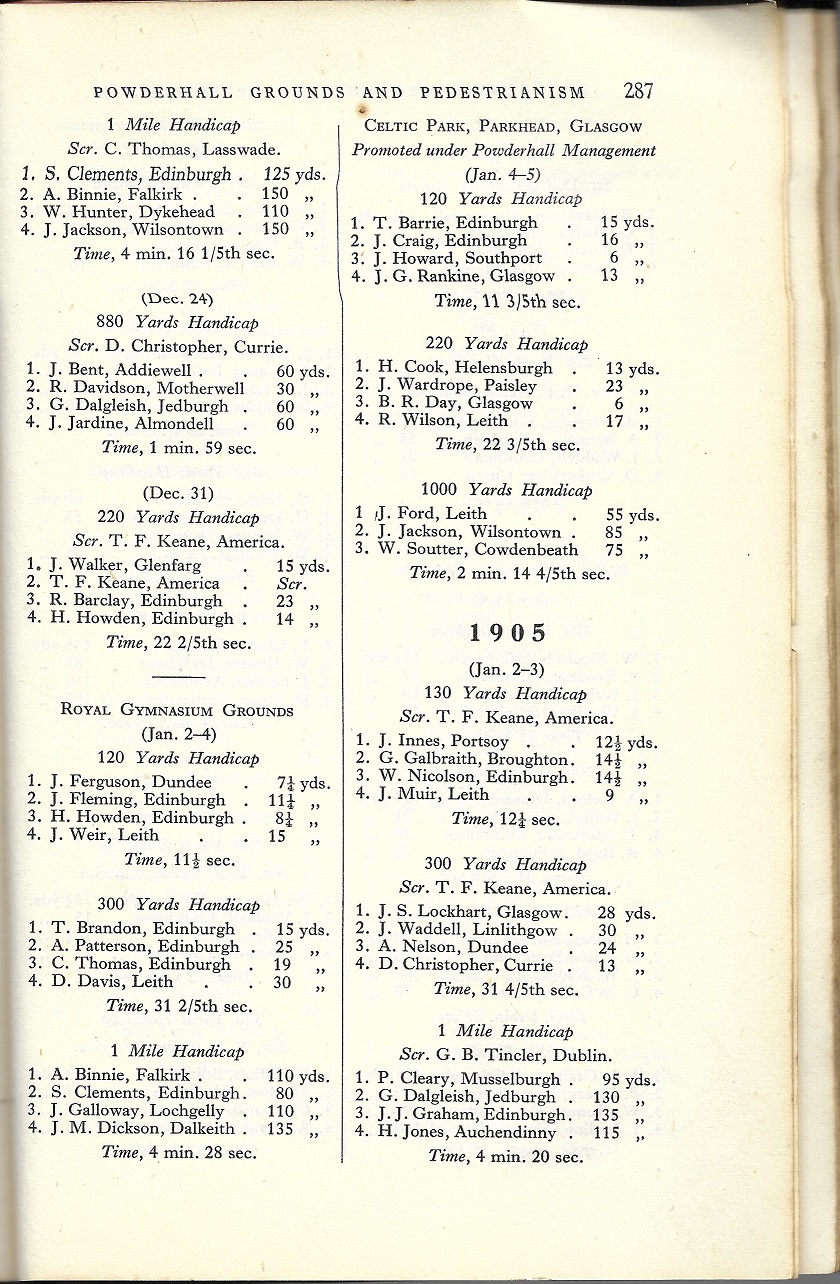 POWDERHALL GROUNDS AND PEDESTRIANISM 287
1 Mile Handicap
Scr. C. Thomas, Lasswade.
1. S. Clements, Edinburgh . 125 yds.
2. A. Binnie, Falkirk . . 150 „
3. W. Hunter, Dykehead . 110 „
4. J. Jackson, Wilsontown . 150 „
Time, 4 min. 16 1/5th sec.
(Dec. 24)
880 Yards Handicap
Scr. D. Christopher, Currie.
1. J. Bent, Addiewell . . 60 yds.
2. R. Davidson, Motherwell 30 „
3. G. Dalgleish, Jedburgh . 60 „
4. J. Jardine, Almondell . 60 „
Time, 1 min. 59 sec.
(Dec. 31)
220 Yards Handicap
Scr. T. F. Keane, America.
1. J. Walker, Glenfarg . 15 yds.
2. T. F. Keane, America . Scr.
3. R. Barclay, Edinburgh . 23 „
4. H. Howden, Edinburgh . 14 „
Time, 22 2/5th sec.
ROYAL GYMNASIUM GROUNDS
(Jan. 2–4)
120 Yards Handicap
1. J. Ferguson, Dundee . 7¼ yds.
2. J. Fleming, Edinburgh . 11¼ „
3. H. Howden, Edinburgh . 8¼ „
4. J. Weir, Leith . . 15 „
Time, 11½ sec.
300 Yards Handicap
1. T. Brandon, Edinburgh . 15 yds.
2. A. Patterson, Edinburgh . 25 „
3. C. Thomas, Edinburgh . 19 „
4. D. Davis, Leith . . 30 „
Time, 31 2/5th sec.
1 Mile Handicap
1. A. Binnie, Falkirk . . 110 yds.
2. S. Clements, Edinburgh. 80 „
3. J. Galloway, Lochgelly . 110 „
4. J. M. Dickson, Dalkeith . 135 „
Time, 4 min. 28 sec.
CELTIC PARK, PARKHEAD, GLASGOW
Promoted under Powderhall Management
(Jan. 4–5)
120 Yards Handicap
1. T. Barrie, Edinburgh . 15 yds.
2. J. Craig, Edinburgh . 16 „
3. J. Howard, Southport . 6 „
4. J. G. Rankine, Glasgow . 13 „
Time, 11 3/5th sec.
220 Yards Handicap
1. H. Cook, Helensburgh . 13 yds.
2. J. Wardrope, Paisley . 23 „
3. B. R. Day, Glasgow . 6 „
4. R. Wilson, Leith . . 17 „
Time, 22 3/5th sec.
1000 Yards Handicap
1 J. Ford, Leith . . 55 yds.
2. J. Jackson, Wilsontown . 85 „
3. W. Soutter, Cowdenbeath 75 „
Time, 2 min. 14 4/5th sec.
1905
(Jan. 2–3)
130 Yards Handicap
Scr. T. F. Keane, America.
1. J. Innes, Portsoy . . 12½ yds.
2. G. Galbraith, Broughton. 14½ „
3. W. Nicolson, Edinburgh. 14½ „
4. J. Muir, Leith . . 9 „
Time, 12¼ sec.
300 Yards Handicap
Scr. T. F. Keane, America.
1. J. S. Lockhart, Glasgow. 28 yds.
2. J. Waddell, Linlithgow . 30 „
3. A. Nelson, Dundee . 24 „
4. D. Christopher, Currie . 13 „
Time, 31 4/5th sec.
1 Mile Handicap
Scr. G. B. Tincler, Dublin.
1. P. Cleary, Musselburgh . 95 yds.
2. G. Dalgleish, Jedburgh . 130 „
3. J. J. Graham, Edinburgh. 135 „
4. H. Jones, Auchendinny . 115 „
Time, 4 min. 20 sec.